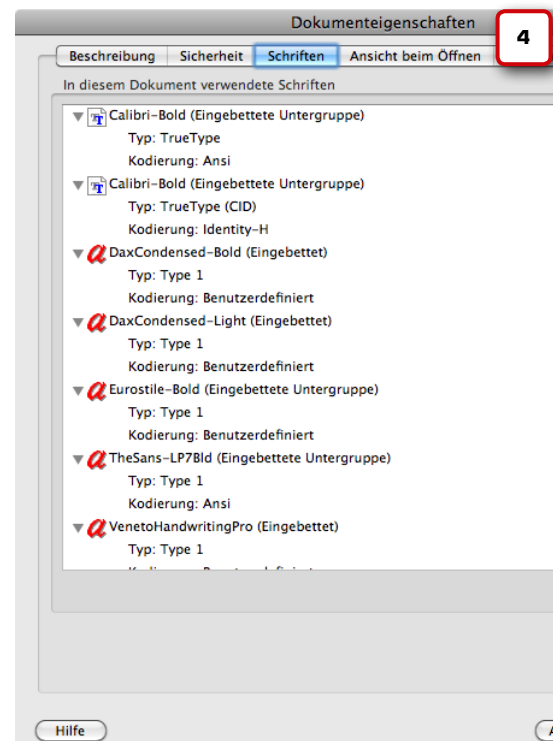 Dokumenteigenschaften
4
Beschreibung Sicherheit Schriften Ansicht beim Öffnen
In diesem Dokument verwendete Schriften
Calibri-Bold (Eingebettete Untergruppe)
Typ: TrueType
Kodierung: Ansi
Calibri-Bold (Eingebettete Untergruppe)
Typ: TrueType (CID)
Kodierung: Identity-H
DaxCondensed-Bold (Eingebettet)
Typ: Type 1
Kodierung: Benutzerdefiniert
DaxCondensed-Light (Eingebettet)
Typ: Type 1
Kodierung: Benutzerdefiniert
Eurostile-Bold (Eingebettete Untergruppe)
Typ: Type 1
Kodierung: Benutzerdefiniert
TheSans-LP7Bld (Eingebettete Untergruppe)
Typ: Type 1
Kodierung: Ansi
VenetoHandwritingPro (Eingebettet)
Typ: Type 1
Hilfe